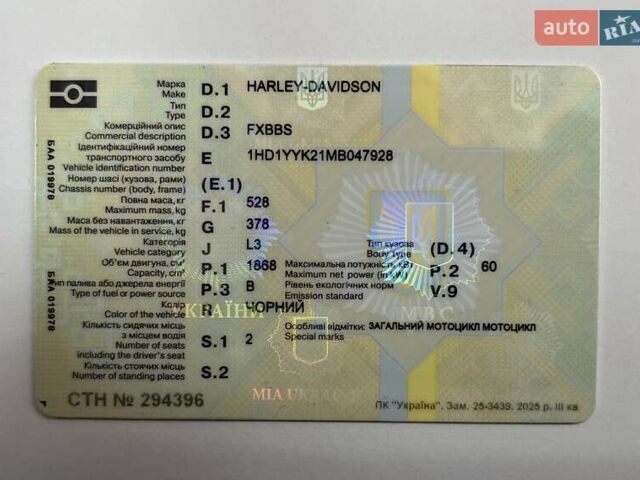 auto RIA
Марка
Make D.1 HARLEY-DAVIDSON
Тип
Type D.2
Комерційний опис
Commercial description D.3 FXBBS
Ідентифікаційний номер
транспортного засобу E 1HD1YYK21MB047928
Vehicle identification number
Номер шасі (кузова, рами)
Chassis number (body, frame) (E.1)
Повна маса, кг
Maximum mass, kg F.1 528
Маса без навантаження, кг
Mass of the vehicle in service, kg G 378
Категорія
Vehicle category J L3
Тип кузова
Body type (D.4)
Об'єм двигуна, см³
Capacity, cm³ P.1 1868
Максимальна потужність (кВт)
Maximum net power (in kW) P.2 60
Тип палива або джерела енергії
Type of fuel or power source P.3 B
Рівень екологічних норм
Emission standard V.9
Колір
Color of the vehicle R ЧОРНИЙ
УКРАЇНИ
МВС
Кількість сидячих місць
з місцем водія
Number of seats S.1 2
including the driver's seat
Особливі відмітки: ЗАГАЛЬНИЙ МОТОЦИКЛ МОТОЦИКЛ
Special marks
Кількість стоячих місць
Number of standing places S.2
MIA UKRAINE
СТН № 294396
ПК "Україна". Зам. 25-3439. 2025 р. III кв
БАА 019978
БАА 019978